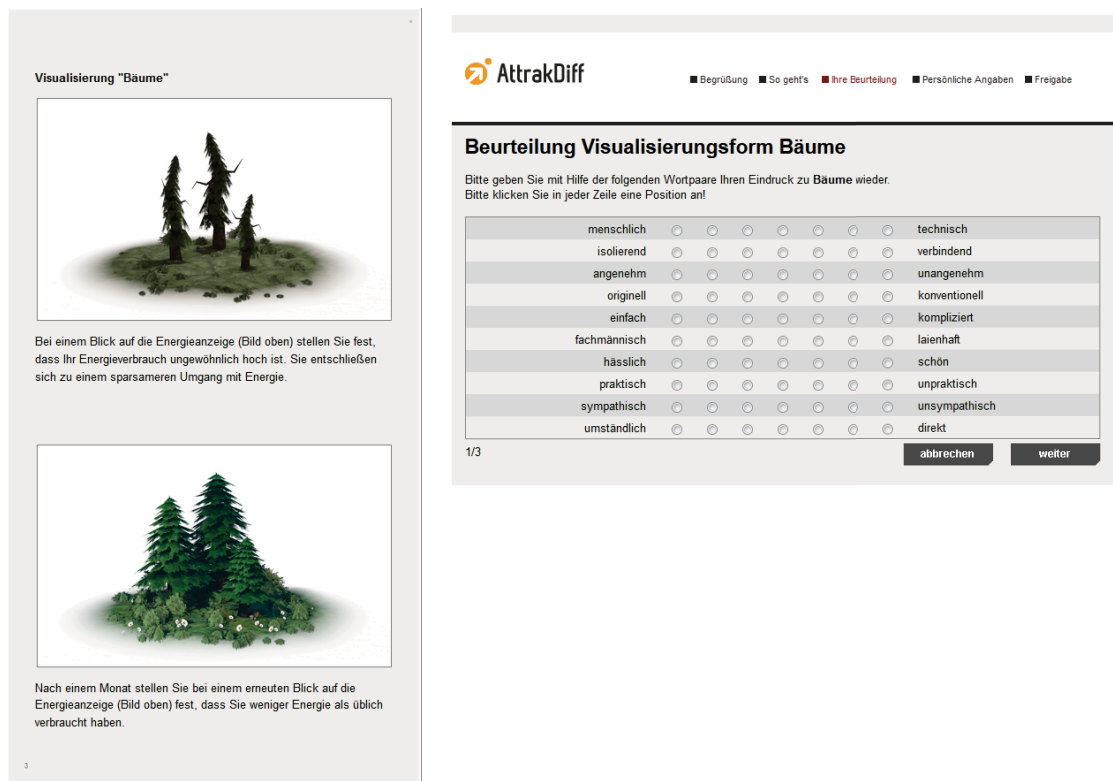 Visualisierung "Bäume"
Bei einem Blick auf die Energieanzeige (Bild oben) stellen Sie fest,
dass Ihr Energieverbrauch ungewöhnlich hoch ist. Sie entschließen
sich zu einem sparsameren Umgang mit Energie.
Nach einem Monat stellen Sie bei einem erneuten Blick auf die
Energieanzeige (Bild oben) fest, dass Sie weniger Energie als üblich
verbraucht haben.
3
AttrakDiff
Begrüßung So geht's Ihre Beurteilung Persönliche Angaben Freigabe
Beurteilung Visualisierungsform Bäume
Bitte geben Sie mit Hilfe der folgenden Wortpaare Ihren Eindruck zu Bäume wieder.
Bitte klicken Sie in jeder Zeile eine Position an!
menschlich technisch
isolierend verbindend
angenehm unangenehm
originell konventionell
einfach kompliziert
fachmännisch laienhaft
hässlich schön
praktisch unpraktisch
sympathisch unsympathisch
umständlich direkt
1/3 abbrechen weiter